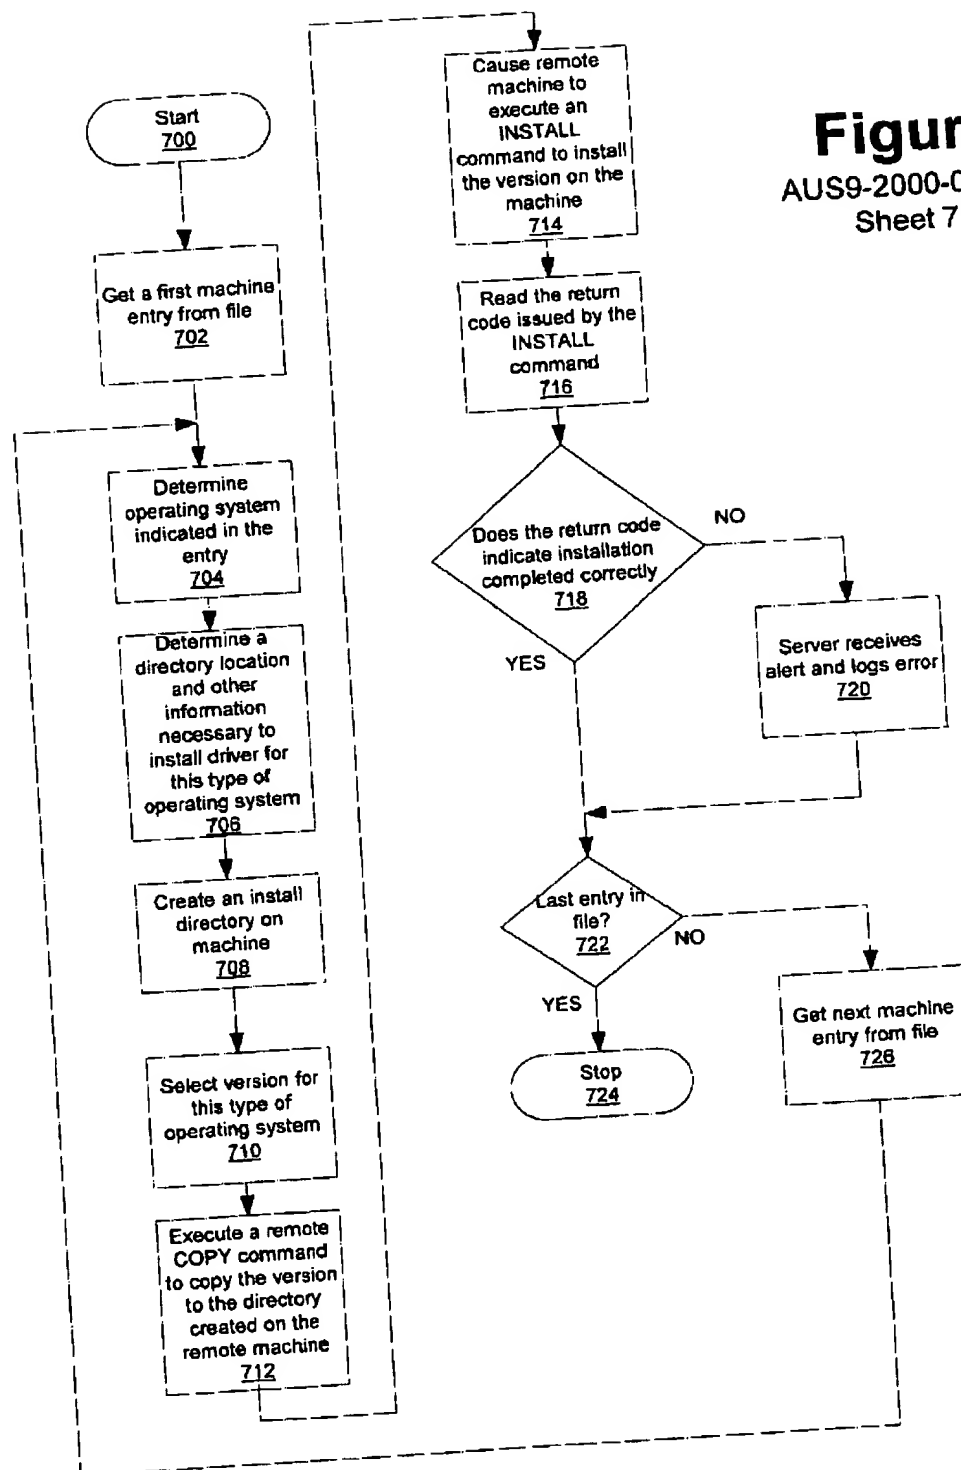 Start
700
Get a first machine
entry from file
702
Determine
operating system
indicated in the
entry
704
Determine a
directory location
and other
information
necessary to
install driver for
this type of
operating system
706
Create an install
directory on
machine
708
Select version for
this type of
operating system
710
Execute a remote
COPY command
to copy the version
to the directory
created on the
remote machine
712
Cause remote
machine to
execute an
INSTALL
command to install
the version on the
machine
714
Read the return
code issued by the
INSTALL
command
716
Does the return code
indicate installation
completed correctly
718
NO
YES
Server receives
alert and logs error
720
Last entry in
file?
722
NO
YES
Stop
724
Get next machine
entry from file
726
Figur
AUS9-2000-0
Sheet 7